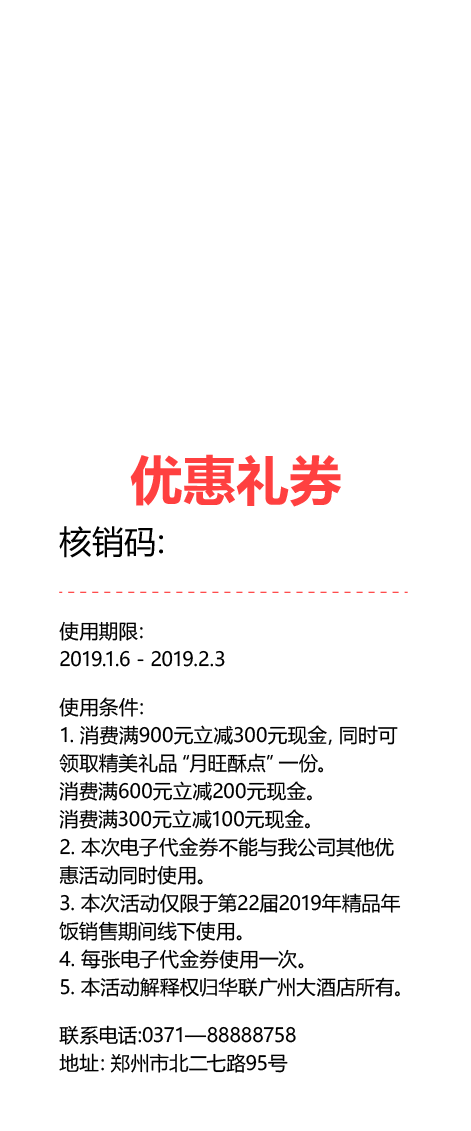 优惠礼券
核销码:
使用期限:
2019.1.6 - 2019.2.3
使用条件:
1. 消费满900元立减300元现金, 同时可
领取精美礼品 “月旺酥点” 一份。
消费满600元立减200元现金。
消费满300元立减100元现金。
2. 本次电子代金券不能与我公司其他优
惠活动同时使用。
3. 本次活动仅限于第22届2019年精品年
饭销售期间线下使用。
4. 每张电子代金券使用一次。
5. 本活动解释权归华联广州大酒店所有。
联系电话:0371—88888758
地址: 郑州市北二七路95号